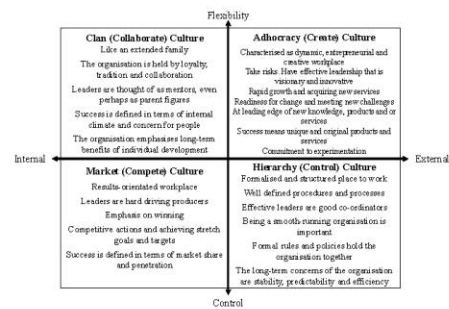 Flexibility
Clan (Collaborate) Culture
Like an extended family
The organisation is held by loyalty,
tradition and collaboration
Leaders are thought of as mentors, even
perhaps as parent figures
Success is defined in terms of internal
climate and concern for people
The organisation emphasises long-term
benefits of individual development
Adhocracy (Create) Culture
Characterised as dynamic, entrepreneurial and
creative workplace
Take risks. Have effective leadership that is
visionary and innovative
Rapid growth and acquiring new services
Readiness for change and meeting new challenges
At leading edge of new knowledge, products and or
services
Success means unique and original products and
services
Commitment to experimentation
Internal
External
Market (Compete) Culture
Results-orientated workplace
Leaders are hard driving producers
Emphasis on winning
Competitive actions and achieving stretch
goals and targets
Success is defined in terms of market share
and penetration
Hierarchy (Control) Culture
Formalised and structured place to work
Well defined procedures and processes
Effective leaders are good co-ordinators
Being a smooth-running organisation is
important
Formal rules and policies hold the
organisation together
The long-term concerns of the organisation
are stability, predictability and efficiency
Control